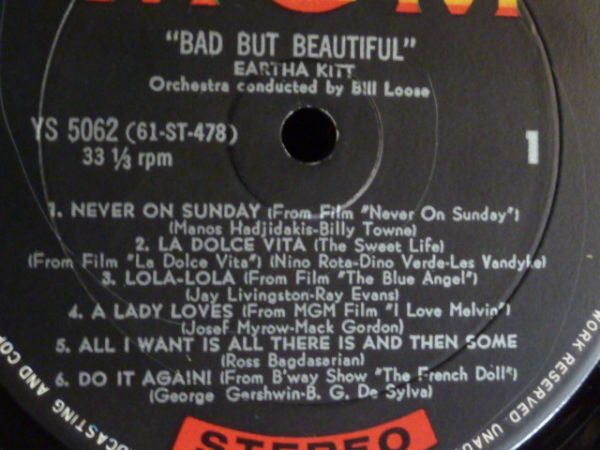 MGM
"BAD BUT BEAUTIFUL"
EARTHA KITT
Orchestra conducted by Bill Loose
YS 5062 (61-ST-478)
33 ⅓ rpm
1
1. NEVER ON SUNDAY (From Film "Never On Sunday")
(Manos Hadjidakis-Billy Towne)
2. LA DOLCE VITA (The Sweet Life)
(From Film "La Dolce Vita") (Nino Rota-Dino Verde-Les Vandyke)
3. LOLA-LOLA (From Film "The Blue Angel")
(Jay Livingston-Ray Evans)
4. A LADY LOVES (From MGM Film "I Love Melvin")
(Josef Myrow-Mack Gordon)
5. ALL I WANT IS ALL THERE IS AND THEN SOME
(Ross Bagdasarian)
6. DO IT AGAIN! (From B'way Show "The French Doll")
(George Gershwin-B. G. De Sylva)
STEREO
WORK RESERVED
CASTING AND